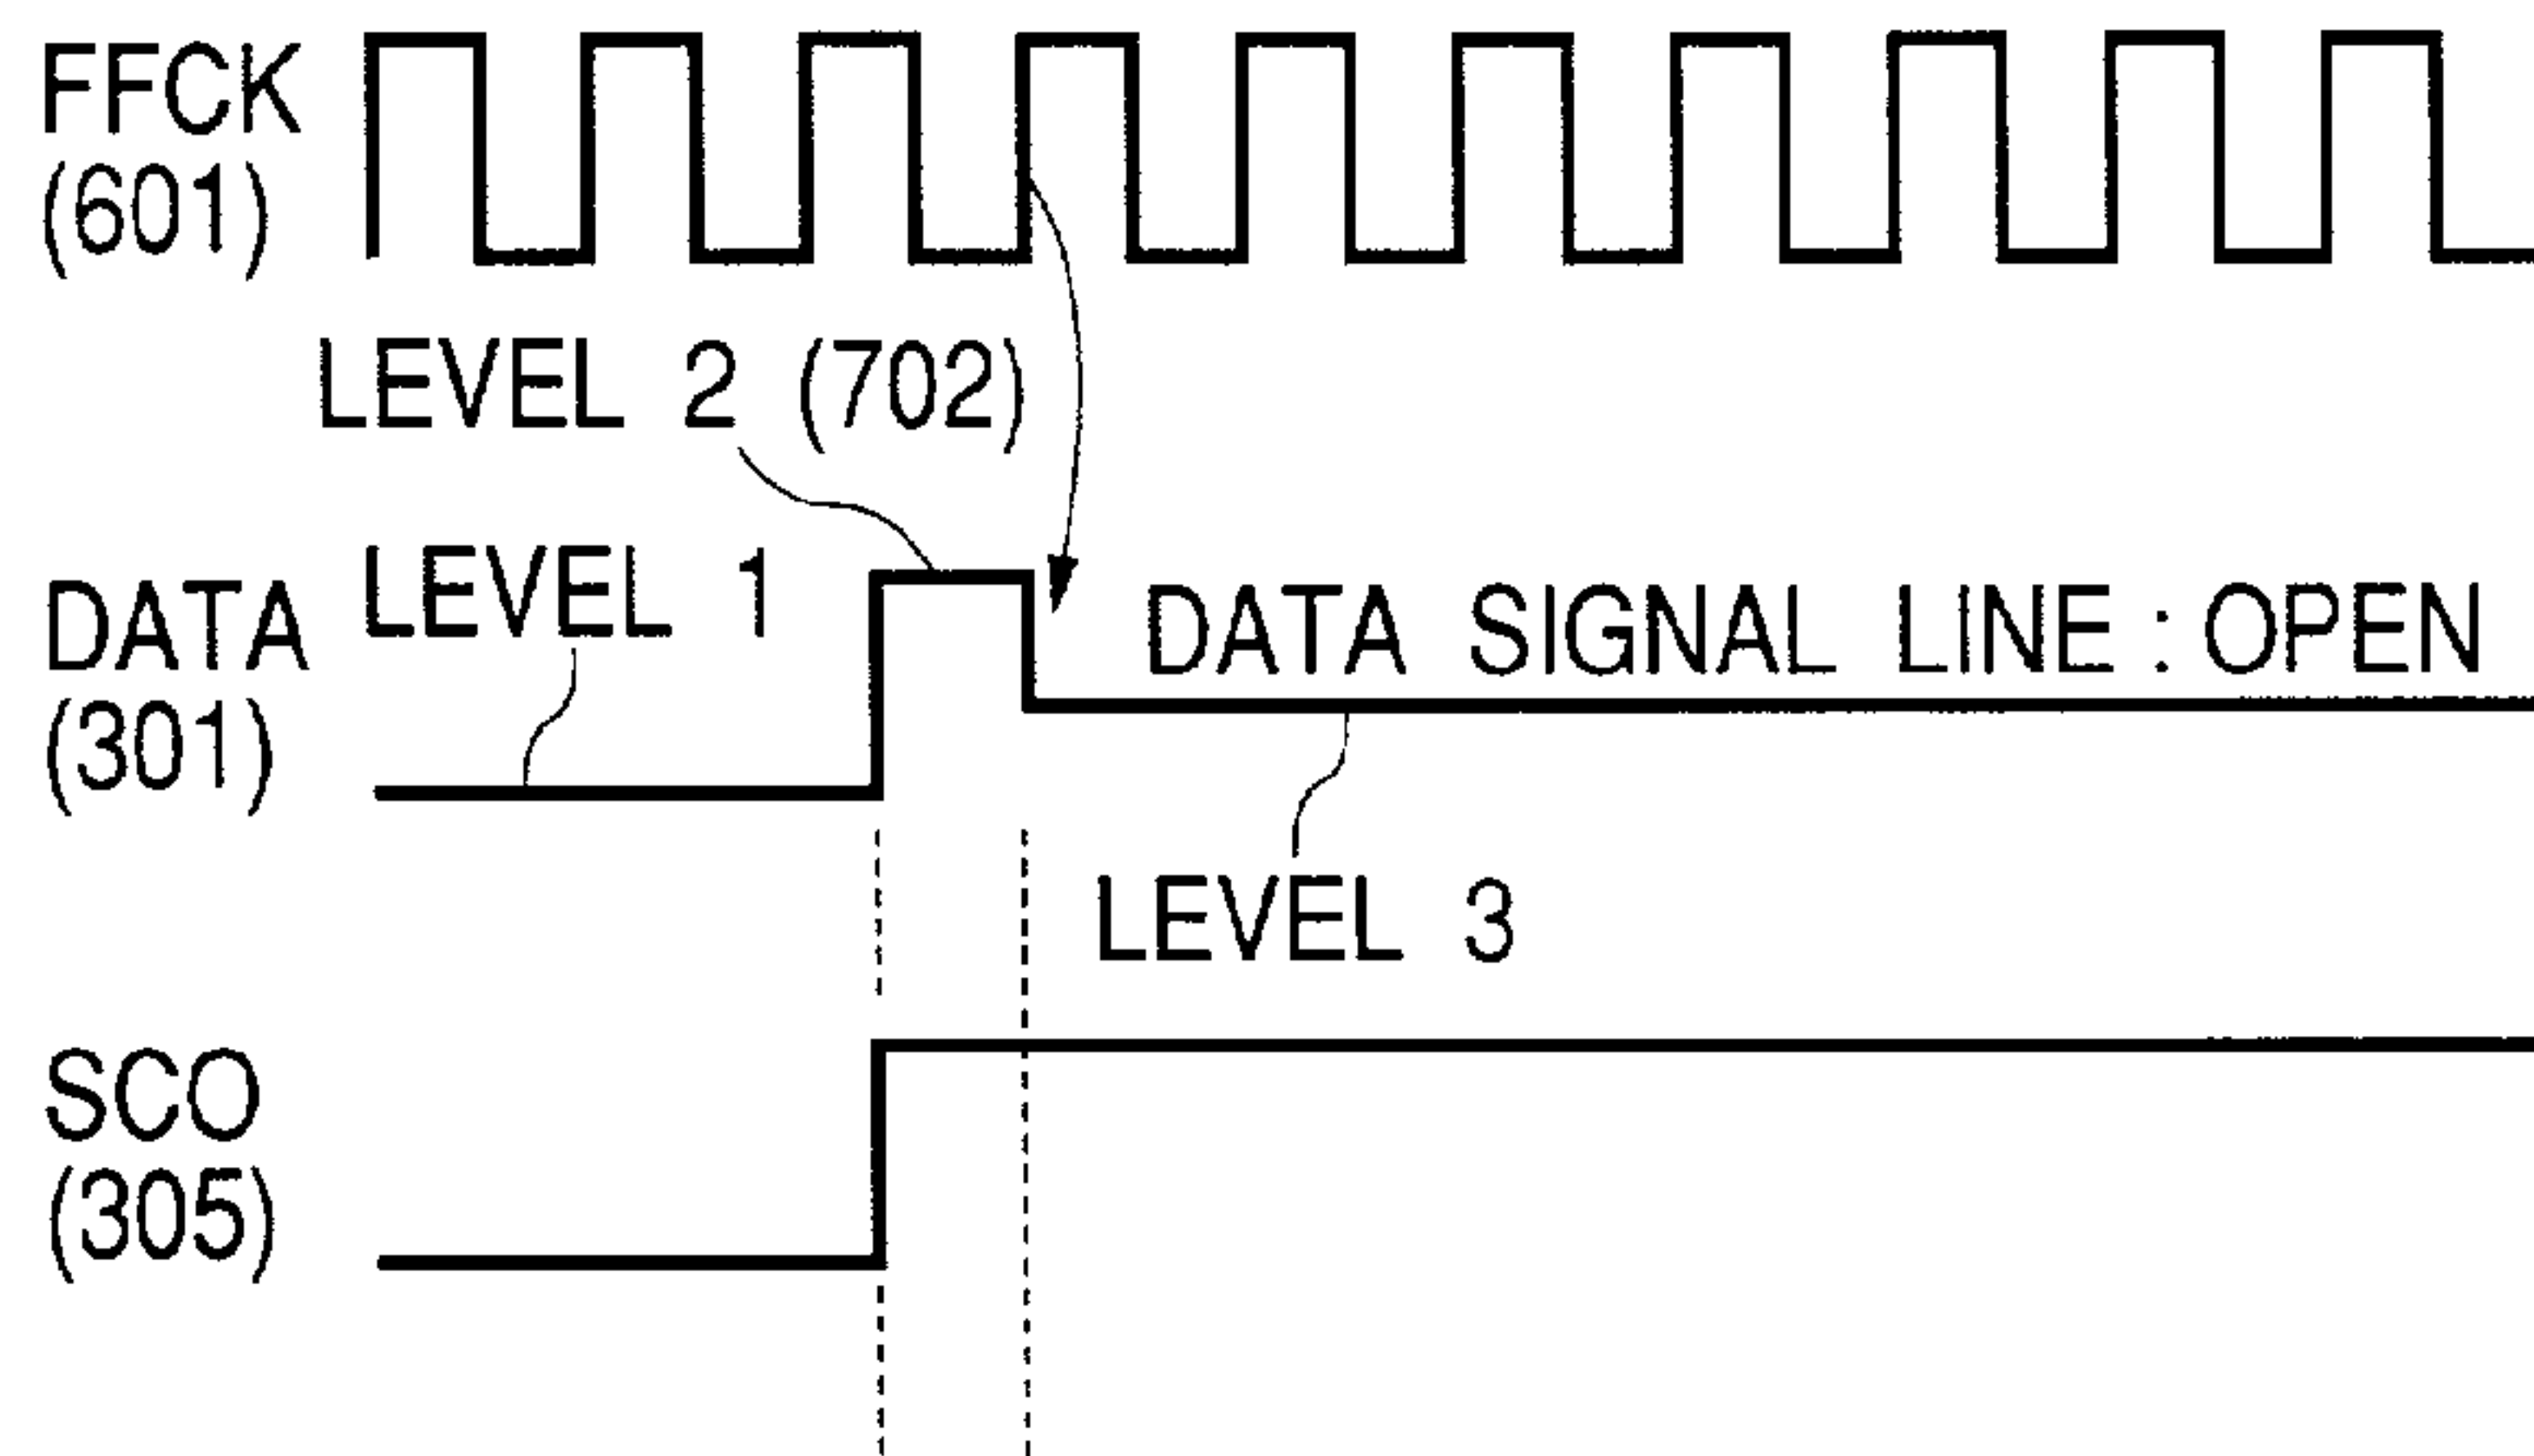 FFCK
(601)
LEVEL 2 (702)
LEVEL 1
DATA
(301)
DATA SIGNAL LINE : OPEN
LEVEL 3
SCO
(305)